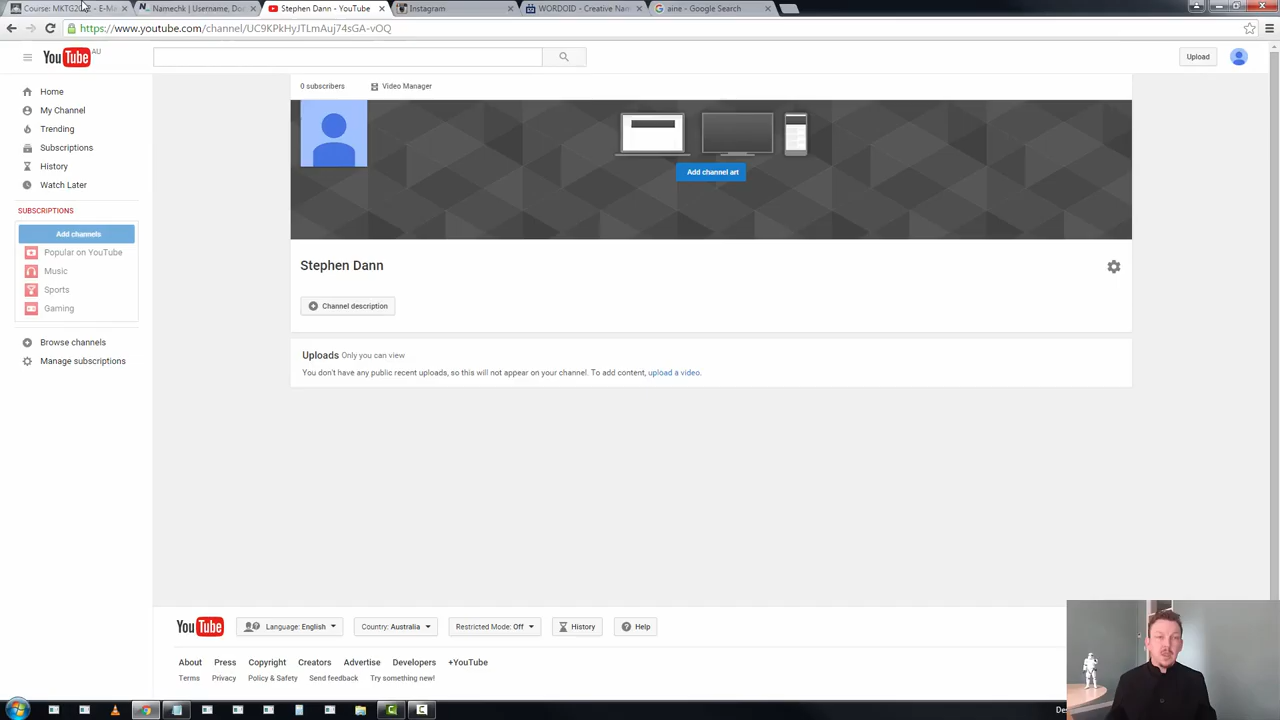 Course: MKTG20 - E-Ma
Namechk | Username, Do
Stephen Dann - YouTube
Instagram
WORDOID - Creative Na
aine - Google Search
https://www.youtube.com/channel/UC9KPkHyJTLmAuj74sGA-vOQ
YouTube AU
Upload
0 subscribers
Video Manager
Home
My Channel
Trending
Subscriptions
History
Watch Later
SUBSCRIPTIONS
Add channels
Popular on YouTube
Music
Sports
Gaming
Browse channels
Manage subscriptions
Add channel art
Stephen Dann
Channel description
Uploads Only you can view
You don't have any public recent uploads, so this will not appear on your channel. To add content, upload a video.
YouTube
Language: English
Country: Australia
Restricted Mode: Off
History
Help
About Press Copyright Creators Advertise Developers +YouTube
Terms Privacy Policy & Safety Send feedback Try something new!